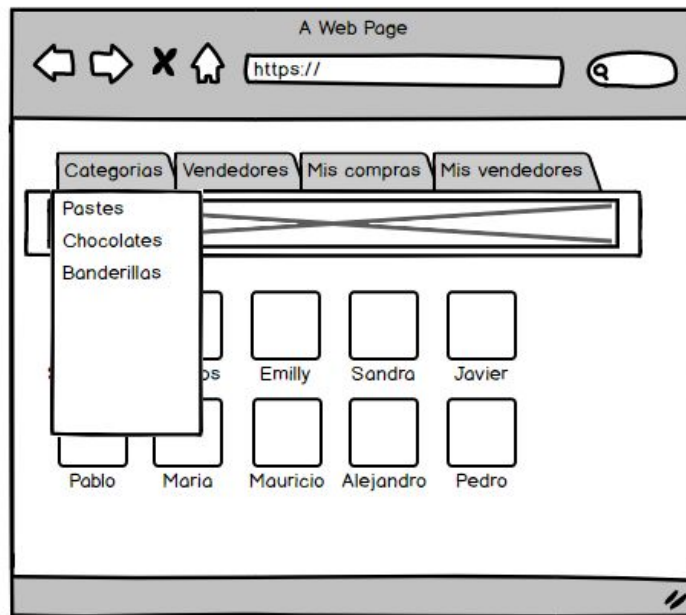 A Web Page
https://
Categorias Vendedores Mis compras Mis vendedores
Pastes
Chocolates
Banderillas
Emilly Sandra Javier
Pablo Maria Mauricio Alejandro Pedro